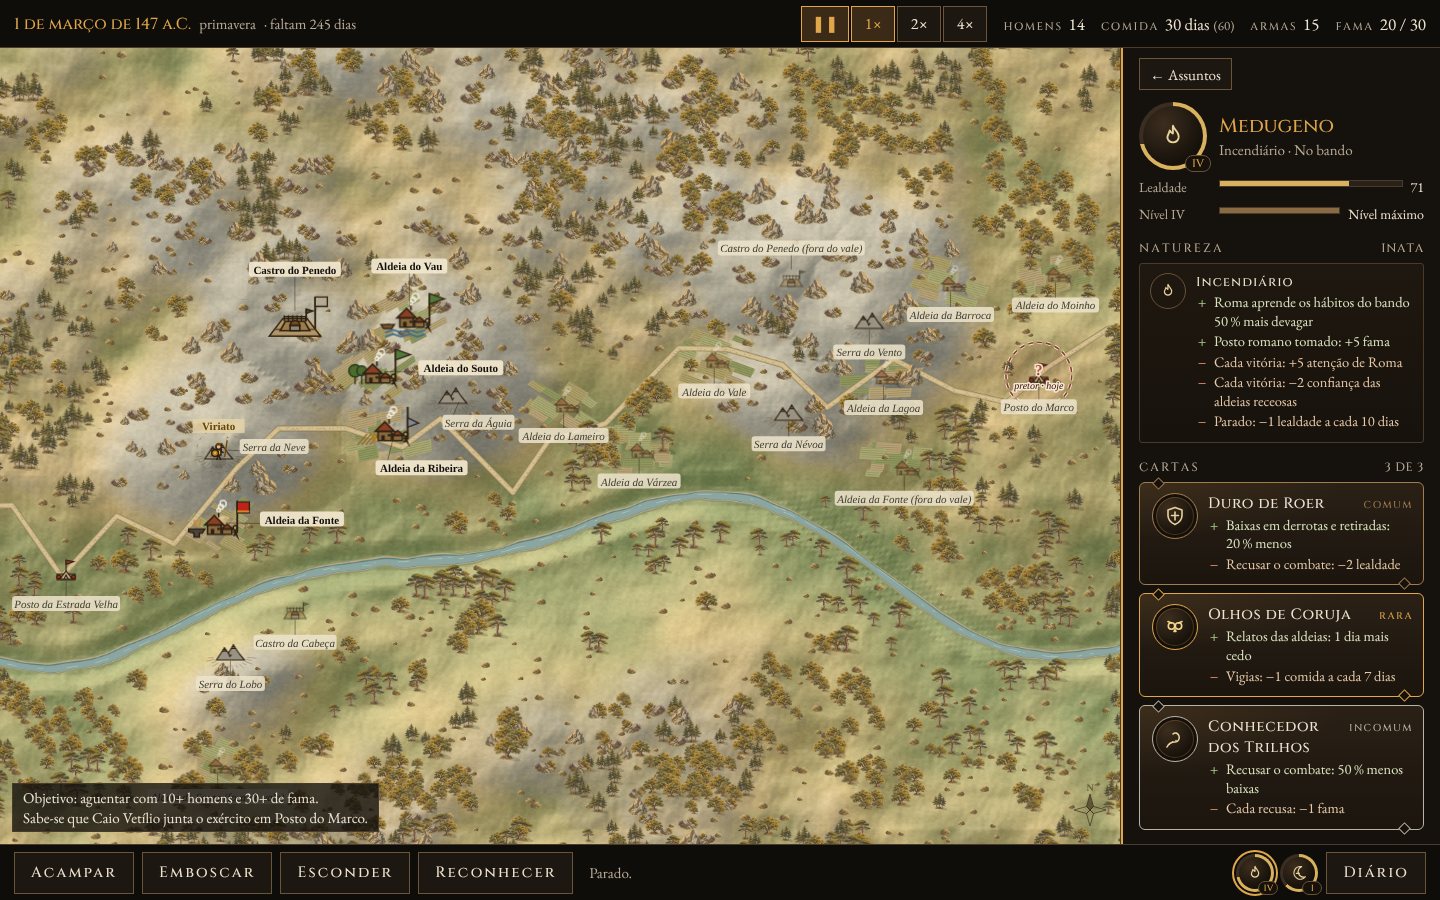 1 DE MARÇO DE 147 A.C. primavera · faltam 245 dias
❚❚ 1× 2× 4× HOMENS 14 COMIDA 30 dias (60) ARMAS 15 FAMA 20 / 30
← Assuntos
MEDUGENO
Incendiário · No bando
IV
Lealdade 71
Nível IV Nível máximo
NATUREZA INATA
INCENDIÁRIO
+ Roma aprende os hábitos do bando
50 % mais devagar
+ Posto romano tomado: +5 fama
− Cada vitória: +5 atenção de Roma
− Cada vitória: −2 confiança das
aldeias receosas
− Parado: −1 lealdade a cada 10 dias
CARTAS 3 DE 3
DURO DE ROER COMUM
+ Baixas em derrotas e retiradas:
20 % menos
− Recusar o combate: −2 lealdade
OLHOS DE CORUJA RARA
+ Relatos das aldeias: 1 dia mais
cedo
− Vigias: −1 comida a cada 7 dias
CONHECEDOR INCOMUM
DOS TRILHOS
+ Recusar o combate: 50 % menos
baixas
− Cada recusa: −1 fama
Castro do Penedo (fora do vale)
Castro do Penedo
Aldeia do Vau
Aldeia do Moinho
Aldeia da Barroca
Serra do Vento
Aldeia do Souto
?
pretor · hoje
Aldeia do Vale
Posto do Marco
Aldeia da Lagoa
Serra da Águia
Viriato
Aldeia do Lameiro
Serra da Névoa
Serra da Neve
Aldeia da Ribeira
Aldeia da Várzea
Aldeia da Fonte (fora do vale)
Aldeia da Fonte
Posto da Estrada Velha
Castro da Cabeça
Serra do Lobo
N
Objetivo: aguentar com 10+ homens e 30+ de fama.
Sabe-se que Caio Vetílio junta o exército em Posto do Marco.
ACAMPAR EMBOSCAR ESCONDER RECONHECER Parado. IV I DIÁRIO